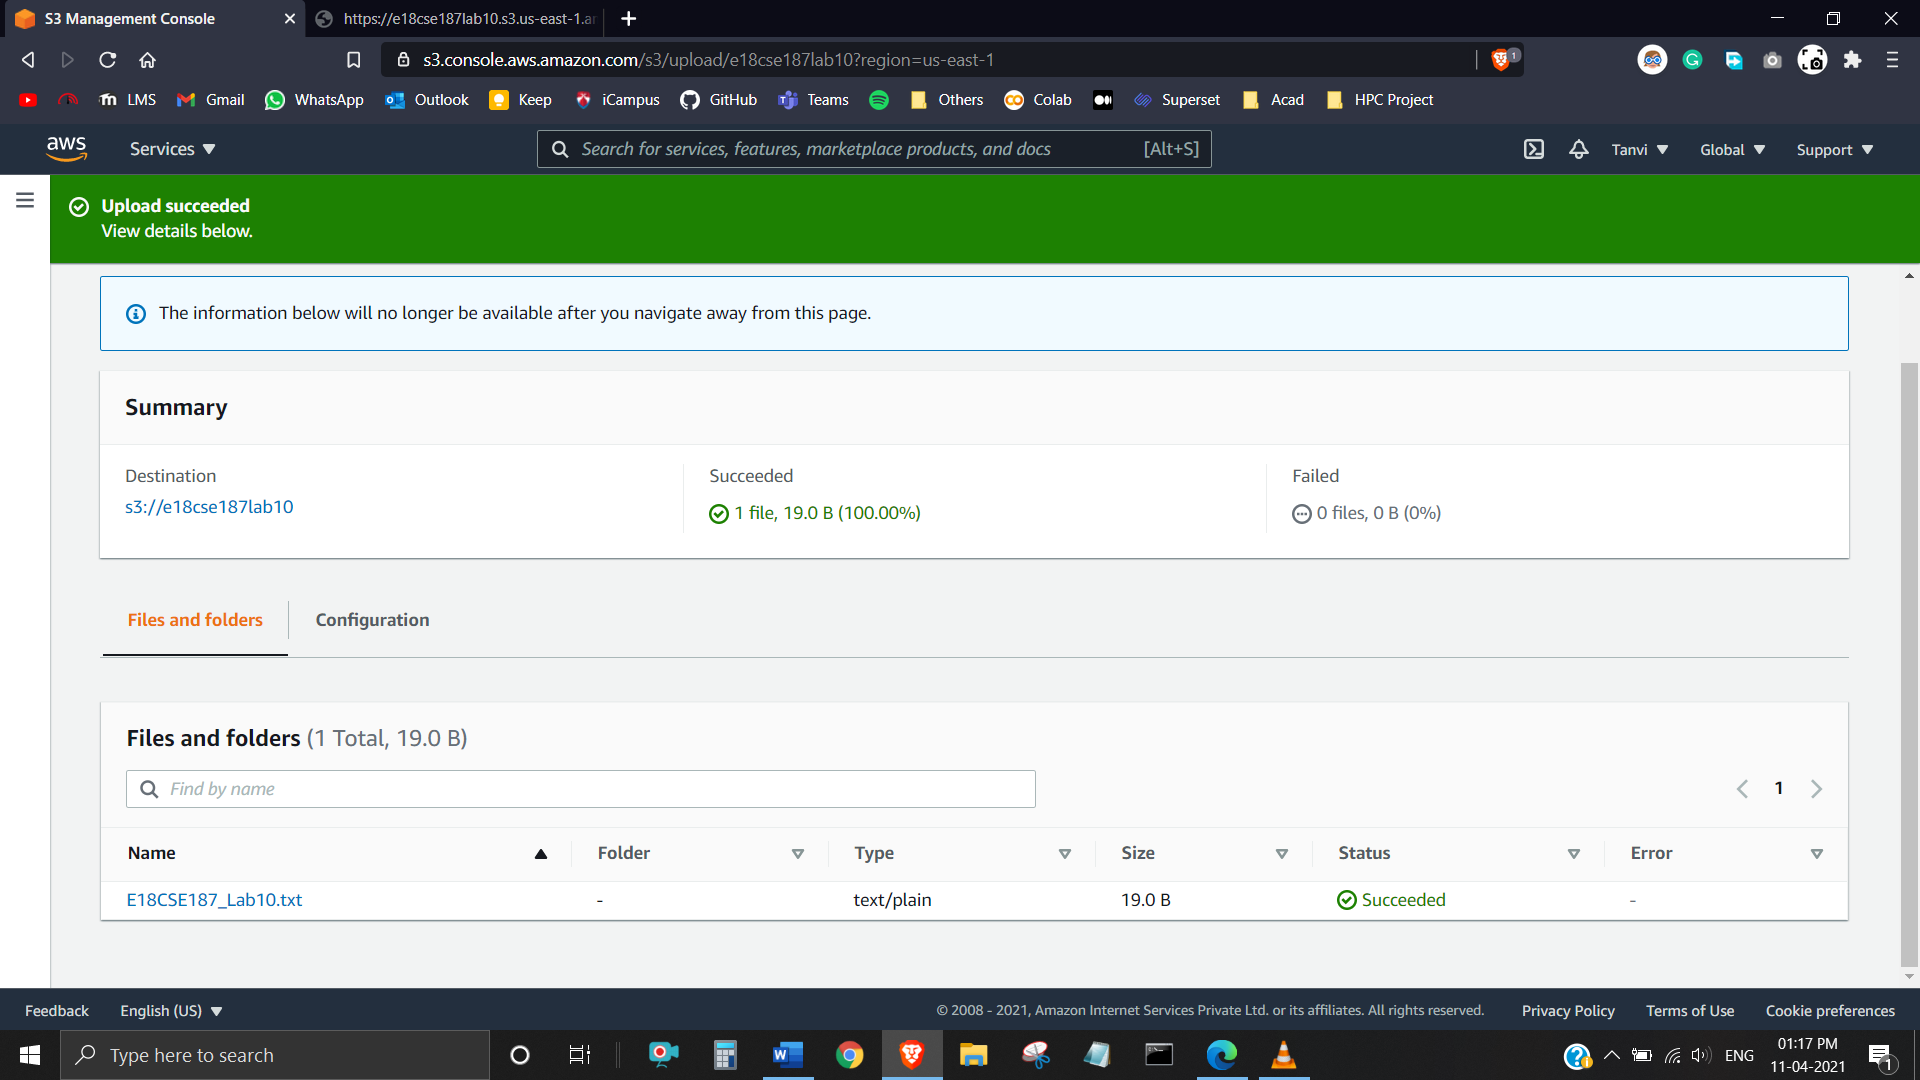 S3 Management Console
https://e18cse187lab10.s3.us-east-1.a
s3.console.aws.amazon.com/s3/upload/e18cse187lab10?region=us-east-1
1
LMS Gmail WhatsApp Outlook Keep iCampus GitHub Teams Others Colab Superset Acad HPC Project
aws Services Search for services, features, marketplace products, and docs [Alt+S] Tanvi Global Support
Upload succeeded
View details below.
The information below will no longer be available after you navigate away from this page.
Summary
Destination Succeeded Failed
s3://e18cse187lab10 1 file, 19.0 B (100.00%) 0 files, 0 B (0%)
Files and folders Configuration
Files and folders (1 Total, 19.0 B)
Find by name 1
Name Folder Type Size Status Error
E18CSE187_Lab10.txt - text/plain 19.0 B Succeeded -
Feedback English (US) © 2008 - 2021, Amazon Internet Services Private Ltd. or its affiliates. All rights reserved. Privacy Policy Terms of Use Cookie preferences
Type here to search ENG 01:17 PM
11-04-2021 1